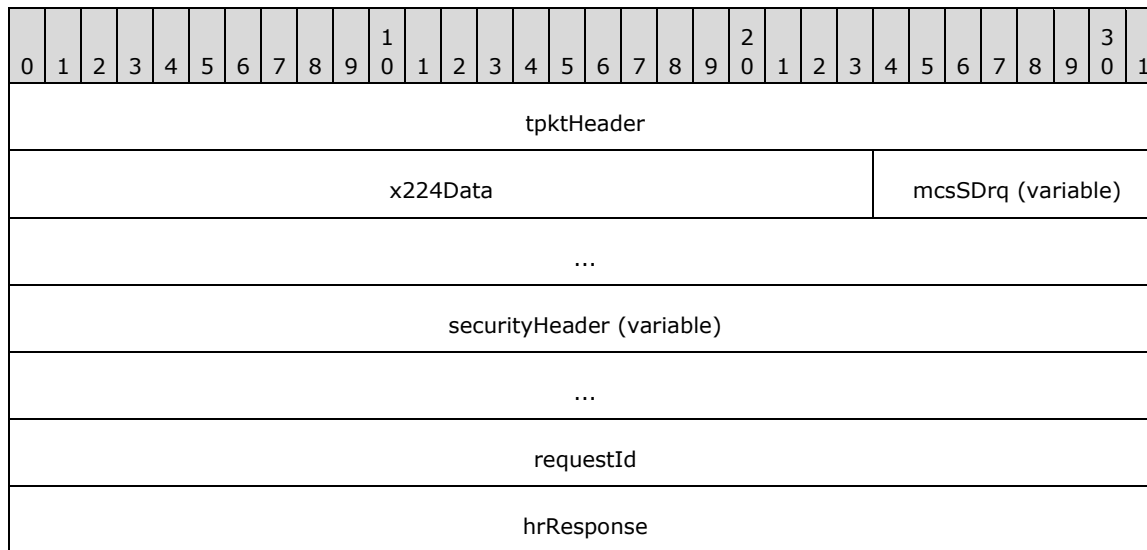 1 2 3
0 1 2 3 4 5 6 7 8 9 0 1 2 3 4 5 6 7 8 9 0 1 2 3 4 5 6 7 8 9 0 1
tpktHeader
x224Data mcsSDrq (variable)
...
securityHeader (variable)
...
requestId
hrResponse